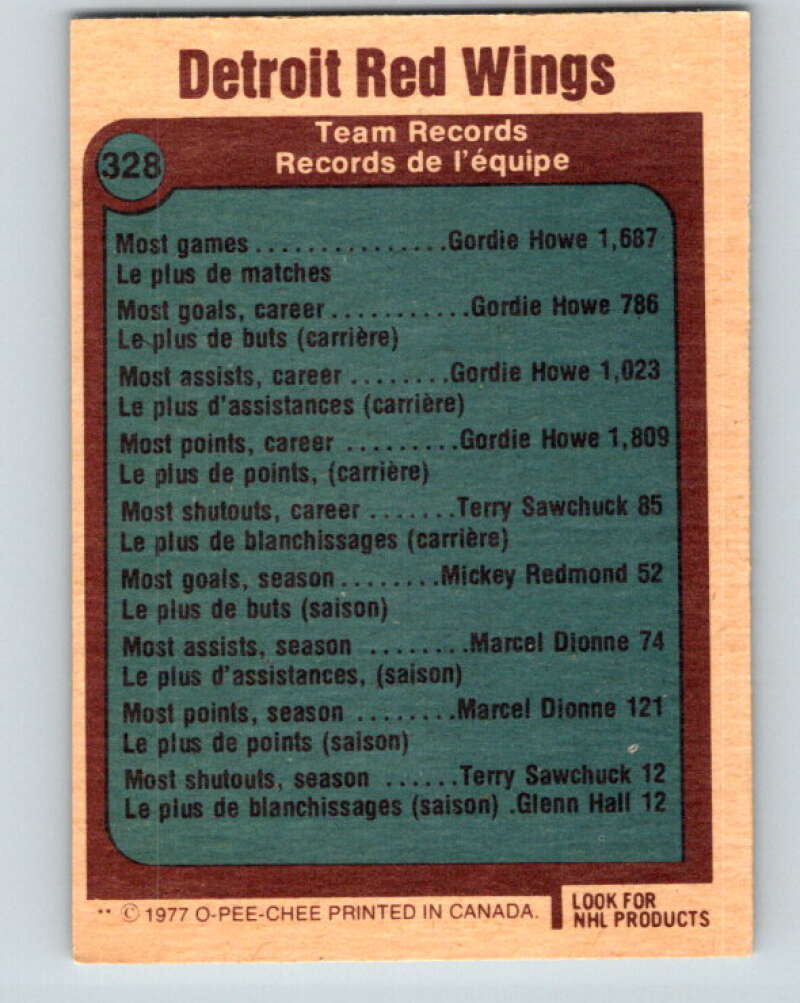 Detroit Red Wings
Team Records
Records de l'équipe
328
Most games...............Gordie Howe 1,687
Le plus de matches
Most goals, career...........Gordie Howe 786
Le plus de buts (carrière)
Most assists, career ........Gordie Howe 1,023
Le plus d'assistances (carrière)
Most points, career .........Gordie Howe 1,809
Le plus de points, (carrière)
Most shutouts, career .......Terry Sawchuck 85
Le plus de blanchissages (carrière)
Most goals, season........Mickey Redmond 52
Le plus de buts (saison)
Most assists, season ........Marcel Dionne 74
Le plus d'assistances, (saison)
Most points, season ........Marcel Dionne 121
Le plus de points (saison)
Most shutouts, season ......Terry Sawchuck 12
Le plus de blanchissages (saison) .Glenn Hall 12
** © 1977 O-PEE-CHEE PRINTED IN CANADA.
LOOK FOR
NHL PRODUCTS